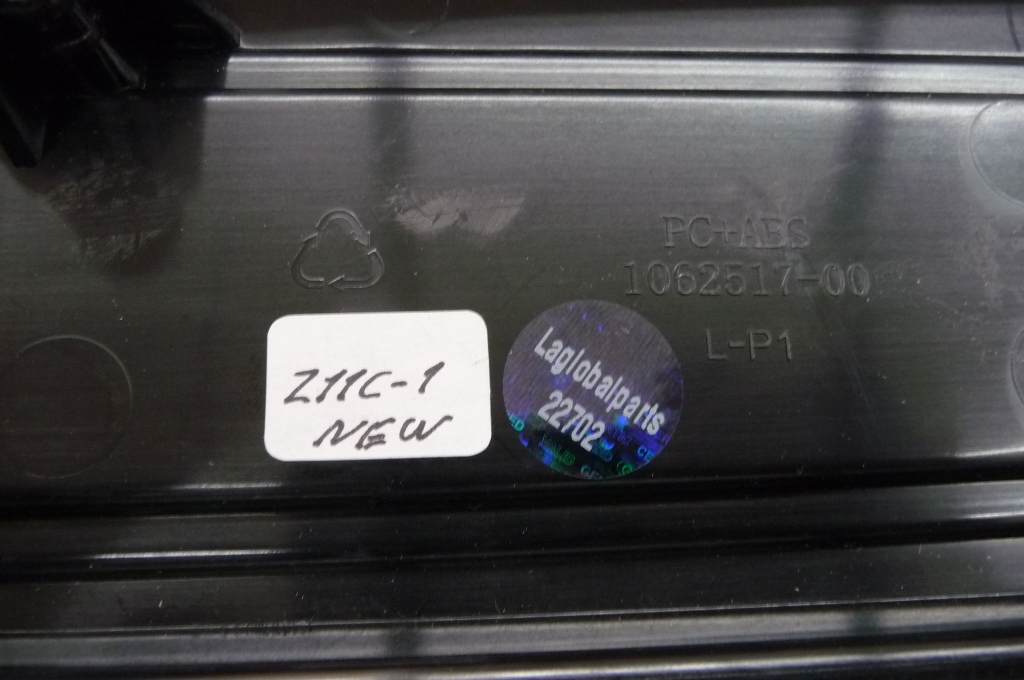 PC+ABS
1062517-00
L-P1
Z11C-1
NEW
Laglobalparts
22702